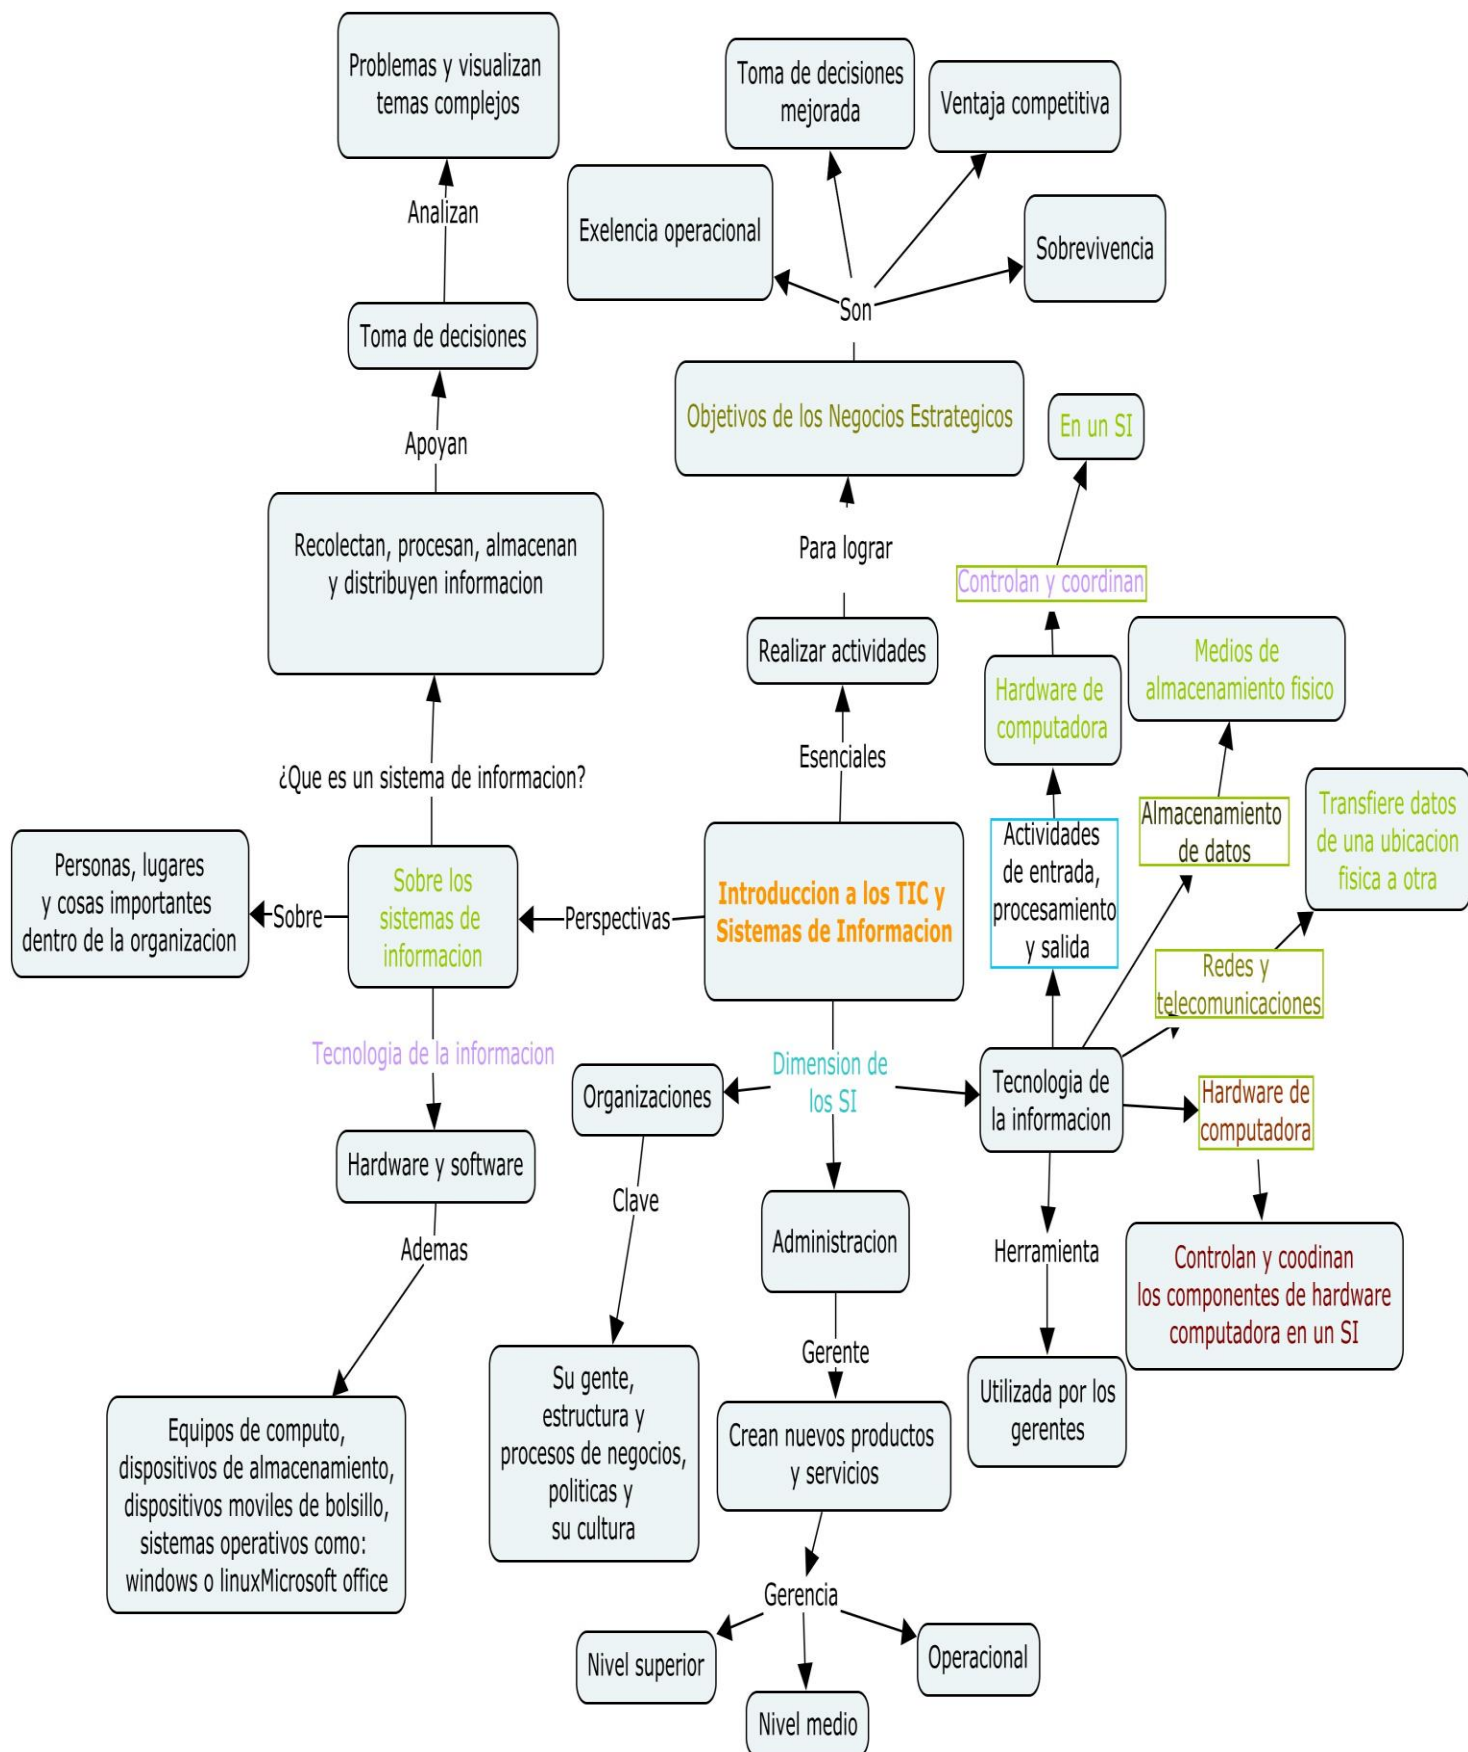 Problemas y visualizan
temas complejos
Toma de decisiones
mejorada
Ventaja competitiva
Analizan
Exelencia operacional
Sobrevivencia
Son
Toma de decisiones
Objetivos de los Negocios Estrategicos
En un SI
Apoyan
Recolectan, procesan, almacenan
y distribuyen informacion
Para lograr
Controlan y coordinan
Realizar actividades
Hardware de
computadora
Medios de
almacenamiento fisico
¿Que es un sistema de informacion?
Esenciales
Actividades
de entrada,
procesamiento
y salida
Almacenamiento
de datos
Transfiere datos
de una ubicacion
fisica a otra
Personas, lugares
y cosas importantes
dentro de la organizacion
Sobre
Sobre los
sistemas de
informacion
Perspectivas
Introduccion a los TIC y
Sistemas de Informacion
Redes y
telecomunicaciones
Tecnologia de la informacion
Organizaciones
Dimension de
los SI
Tecnologia de
la informacion
Hardware de
computadora
Hardware y software
Clave
Administracion
Herramienta
Controlan y coodinan
los componentes de hardware
computadora en un SI
Ademas
Gerente
Su gente,
estructura y
procesos de negocios,
politicas y
su cultura
Utilizada por los
gerentes
Equipos de computo,
dispositivos de almacenamiento,
dispositivos moviles de bolsillo,
sistemas operativos como:
windows o linuxMicrosoft office
Crean nuevos productos
y servicios
Gerencia
Nivel superior
Operacional
Nivel medio